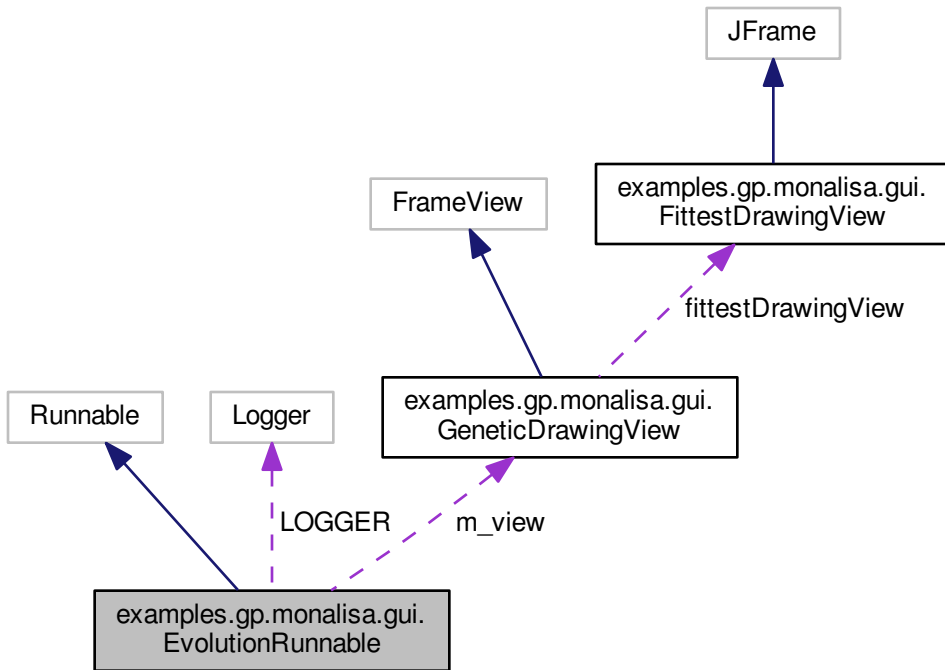 JFrame
examples.gp.monalisa.gui.
FittestDrawingView
FrameView
fittestDrawingView
examples.gp.monalisa.gui.
GeneticDrawingView
Runnable
Logger
LOGGER
m_view
examples.gp.monalisa.gui.
EvolutionRunnable